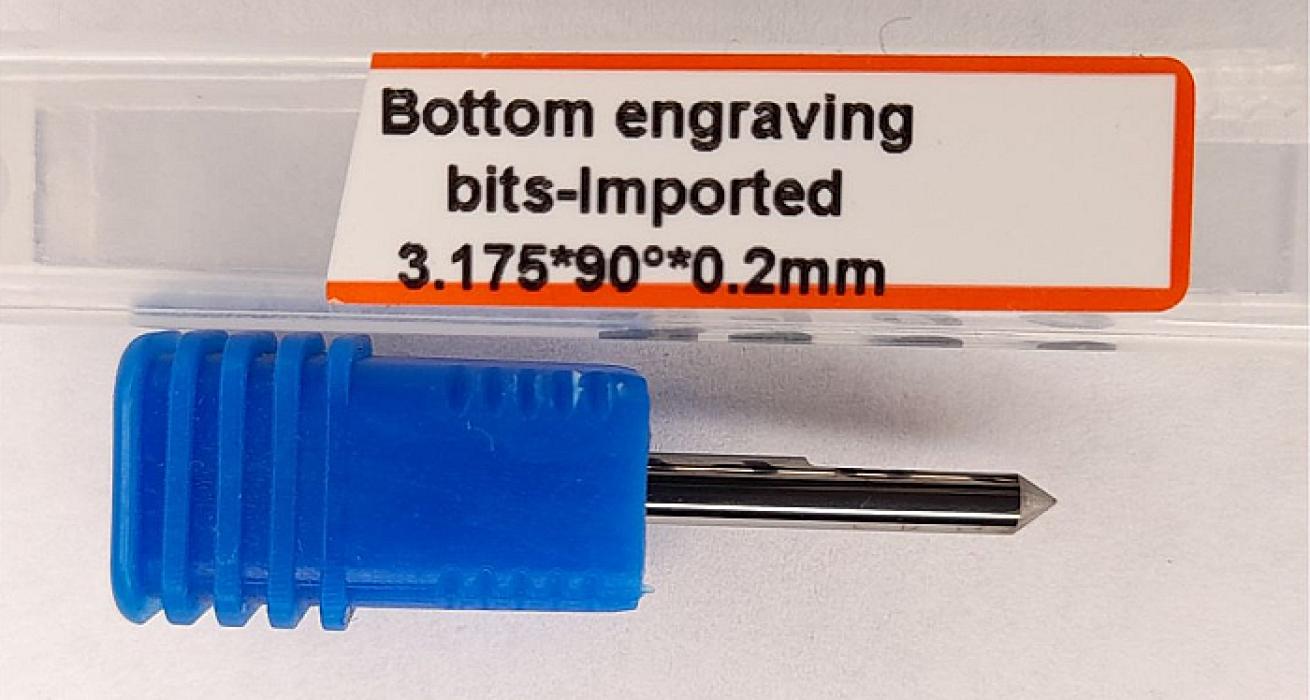 Bottom engraving
bits-Imported
3.175*90°*0.2mm